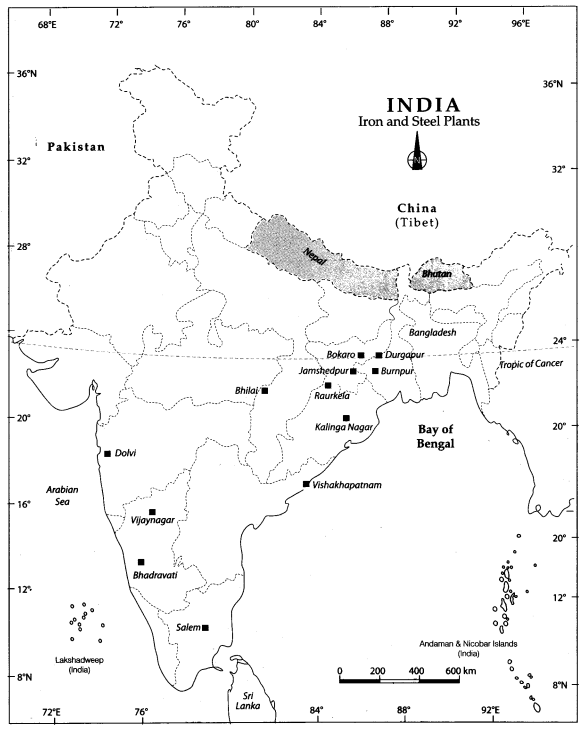 68°E 72°E 76°E 80°E 84°E 88°E 92°E 96°E
36°N
36°N
INDIA
Iron and Steel Plants
N
Pakistan
32°
32°
China
(Tibet)
28°
28°
Nepal
Bhutan
Bangladesh
24°
24°
Tropic of Cancer
Bokaro
Durgapur
Jamshedpur
Burnpur
Bhilai
Raurkela
20°
20°
Kalinga Nagar
Bay of
Bengal
Dolvi
Vishakhapatnam
Arabian
Sea
16°
16°
Vijaynagar
20°
Bhadravati
12°
12°
Salem
Andaman & Nicobar Islands
(India)
Lakshadweep
(India)
0 200 400 600 km
8°N
8°N
Sri
Lanka
72°E 76° 84° 88° 92°E